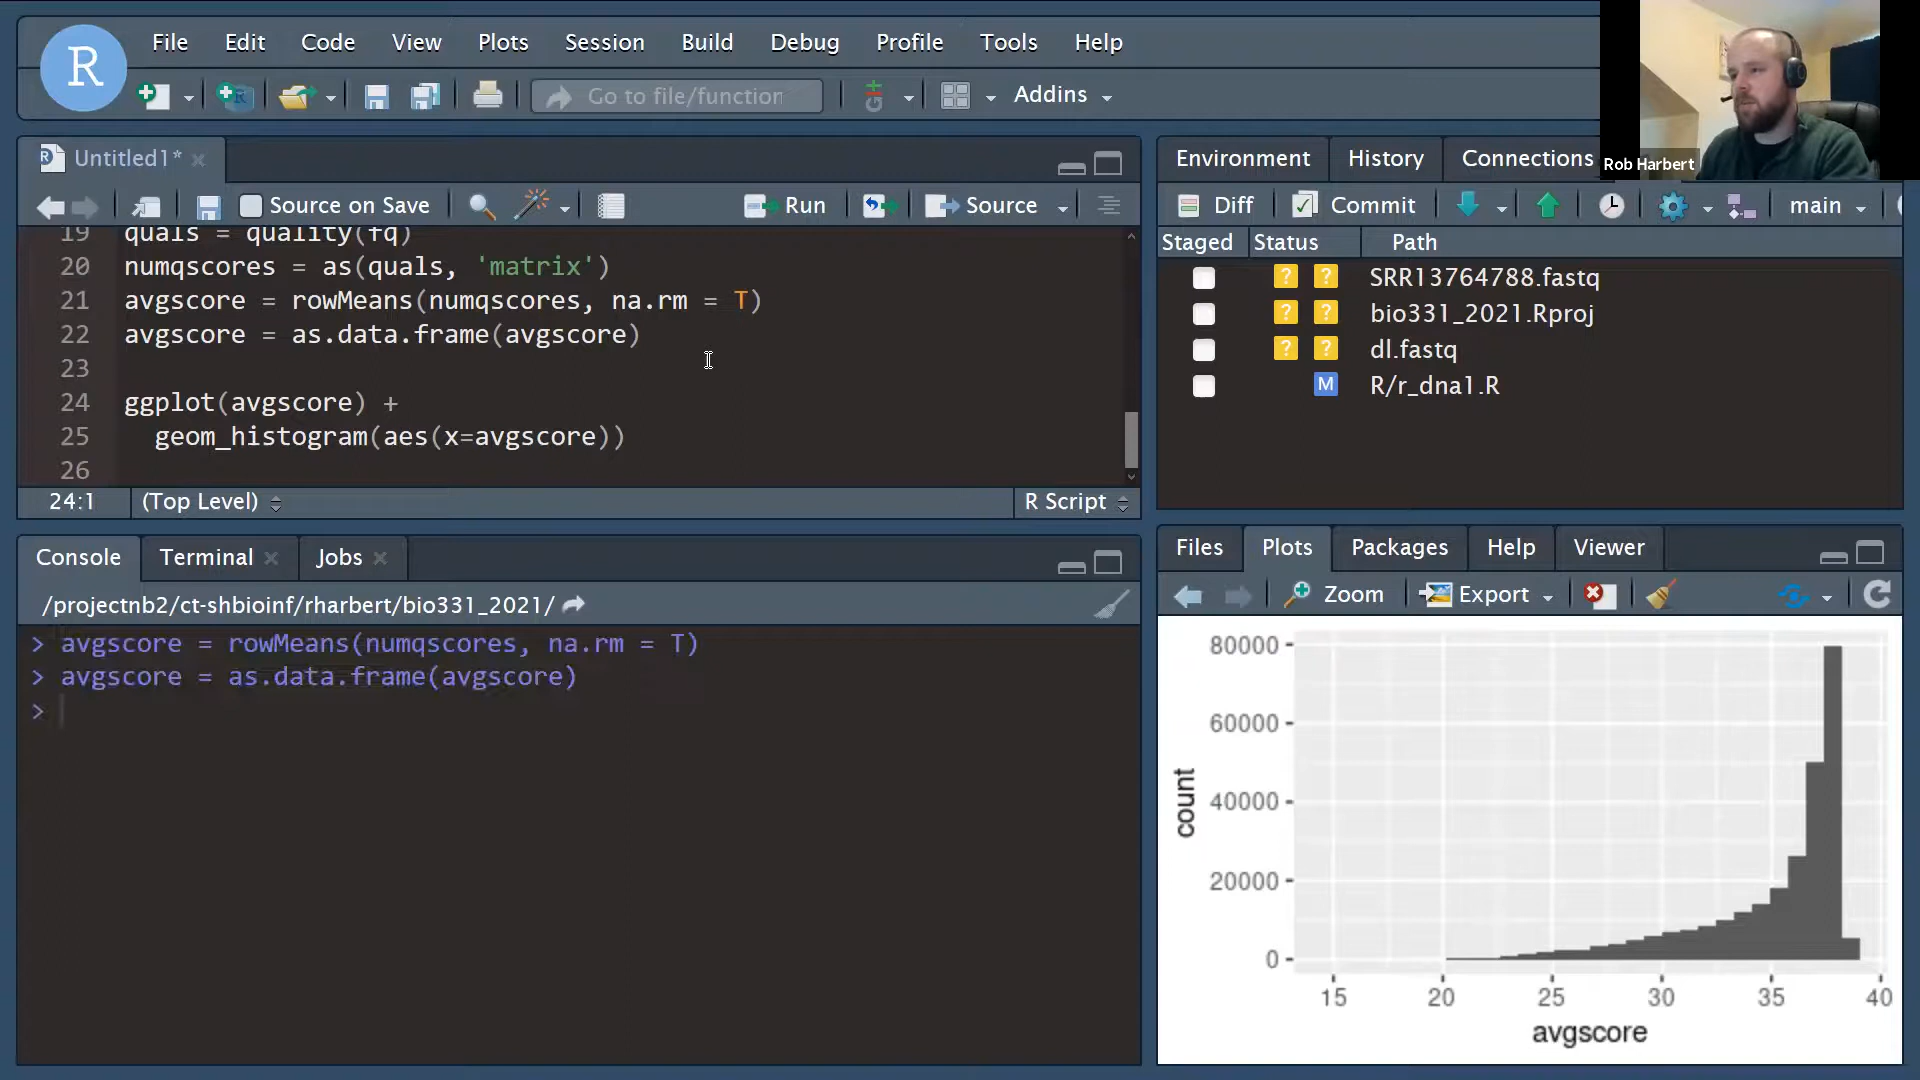 R
File Edit Code View Plots Session Build Debug Profile Tools Help
R
Go to file/function
Addins
Rob Harbert
Untitled1*
Source on Save
Run
Source
19 quals = quality(fq)
20 numqscores = as(quals, 'matrix')
21 avgscore = rowMeans(numqscores, na.rm = T)
22 avgscore = as.data.frame(avgscore)
23
24 ggplot(avgscore) +
25 geom_histogram(aes(x=avgscore))
26
24:1 (Top Level) R Script
Console Terminal Jobs
/projectnb2/ct-shbioinf/rharbert/bio331_2021/
> avgscore = rowMeans(numqscores, na.rm = T)
> avgscore = as.data.frame(avgscore)
>
Environment History Connections
Diff Commit main
Staged Status Path
? ? SRR13764788.fastq
? ? bio331_2021.Rproj
? ? dl.fastq
M R/r_dna1.R
Files Plots Packages Help Viewer
Zoom Export
80000
60000
40000
20000
0
count
15 20 25 30 35 40
avgscore